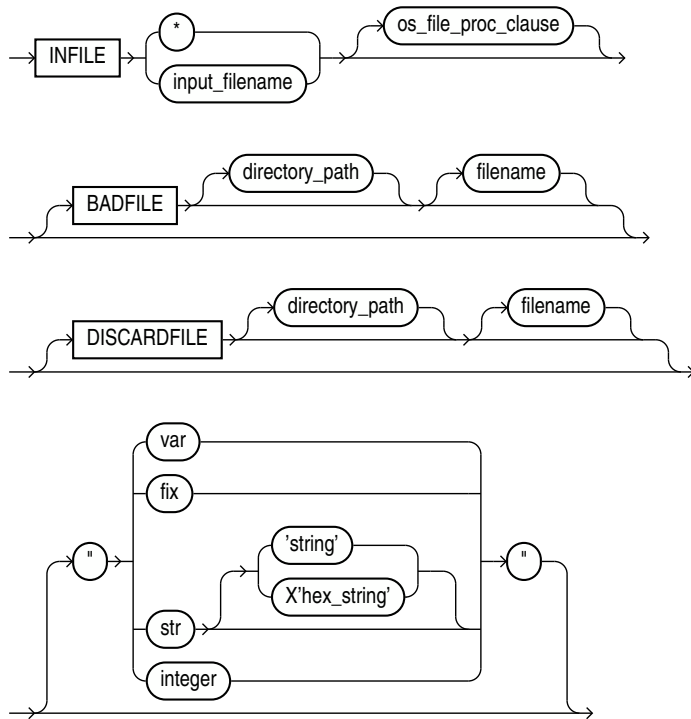 *
os_file_proc_clause
INFILE
input_filename
directory_path filename
BADFILE
directory_path filename
DISCARDFILE
var
fix
" "
'string'
X'hex_string'
str
integer